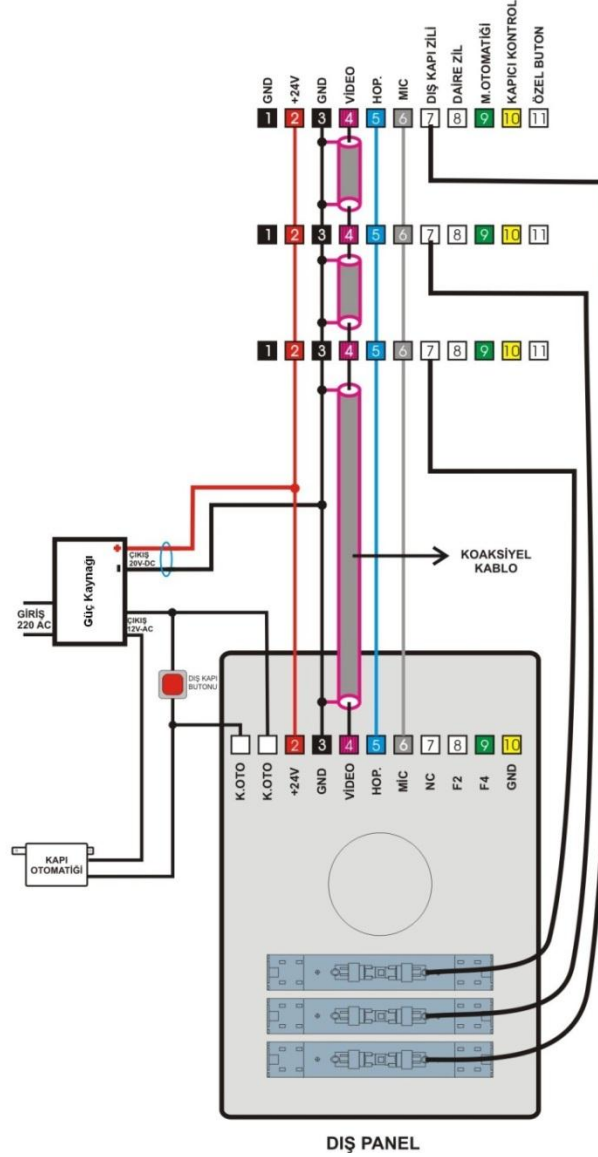 GND
+24V
GND
VİDEO
HOP.
MIC
DIŞ KAPI ZİLİ
DAİRE ZİL
M.OTOMATİĞİ
KAPICI KONTROL
ÖZEL BUTON
1 2 3 4 5 6 7 8 9 10 11
1 2 3 4 5 6 7 8 9 10 11
1 2 3 4 5 6 7 8 9 10 11
Güç Kaynağı
+
-
ÇIKIŞ
20V-DC
GİRİŞ
220 AC
ÇIKIŞ
12V-AC
KOAKSİYEL
KABLO
DIŞ KAPI
BUTONU
2 3 4 5 6 7 8 9 10
K.OTO
K.OTO
+24V
GND
VİDEO
HOP.
MİC
NC
F2
F4
GND
KAPI
OTOMATİĞİ
DIŞ PANEL